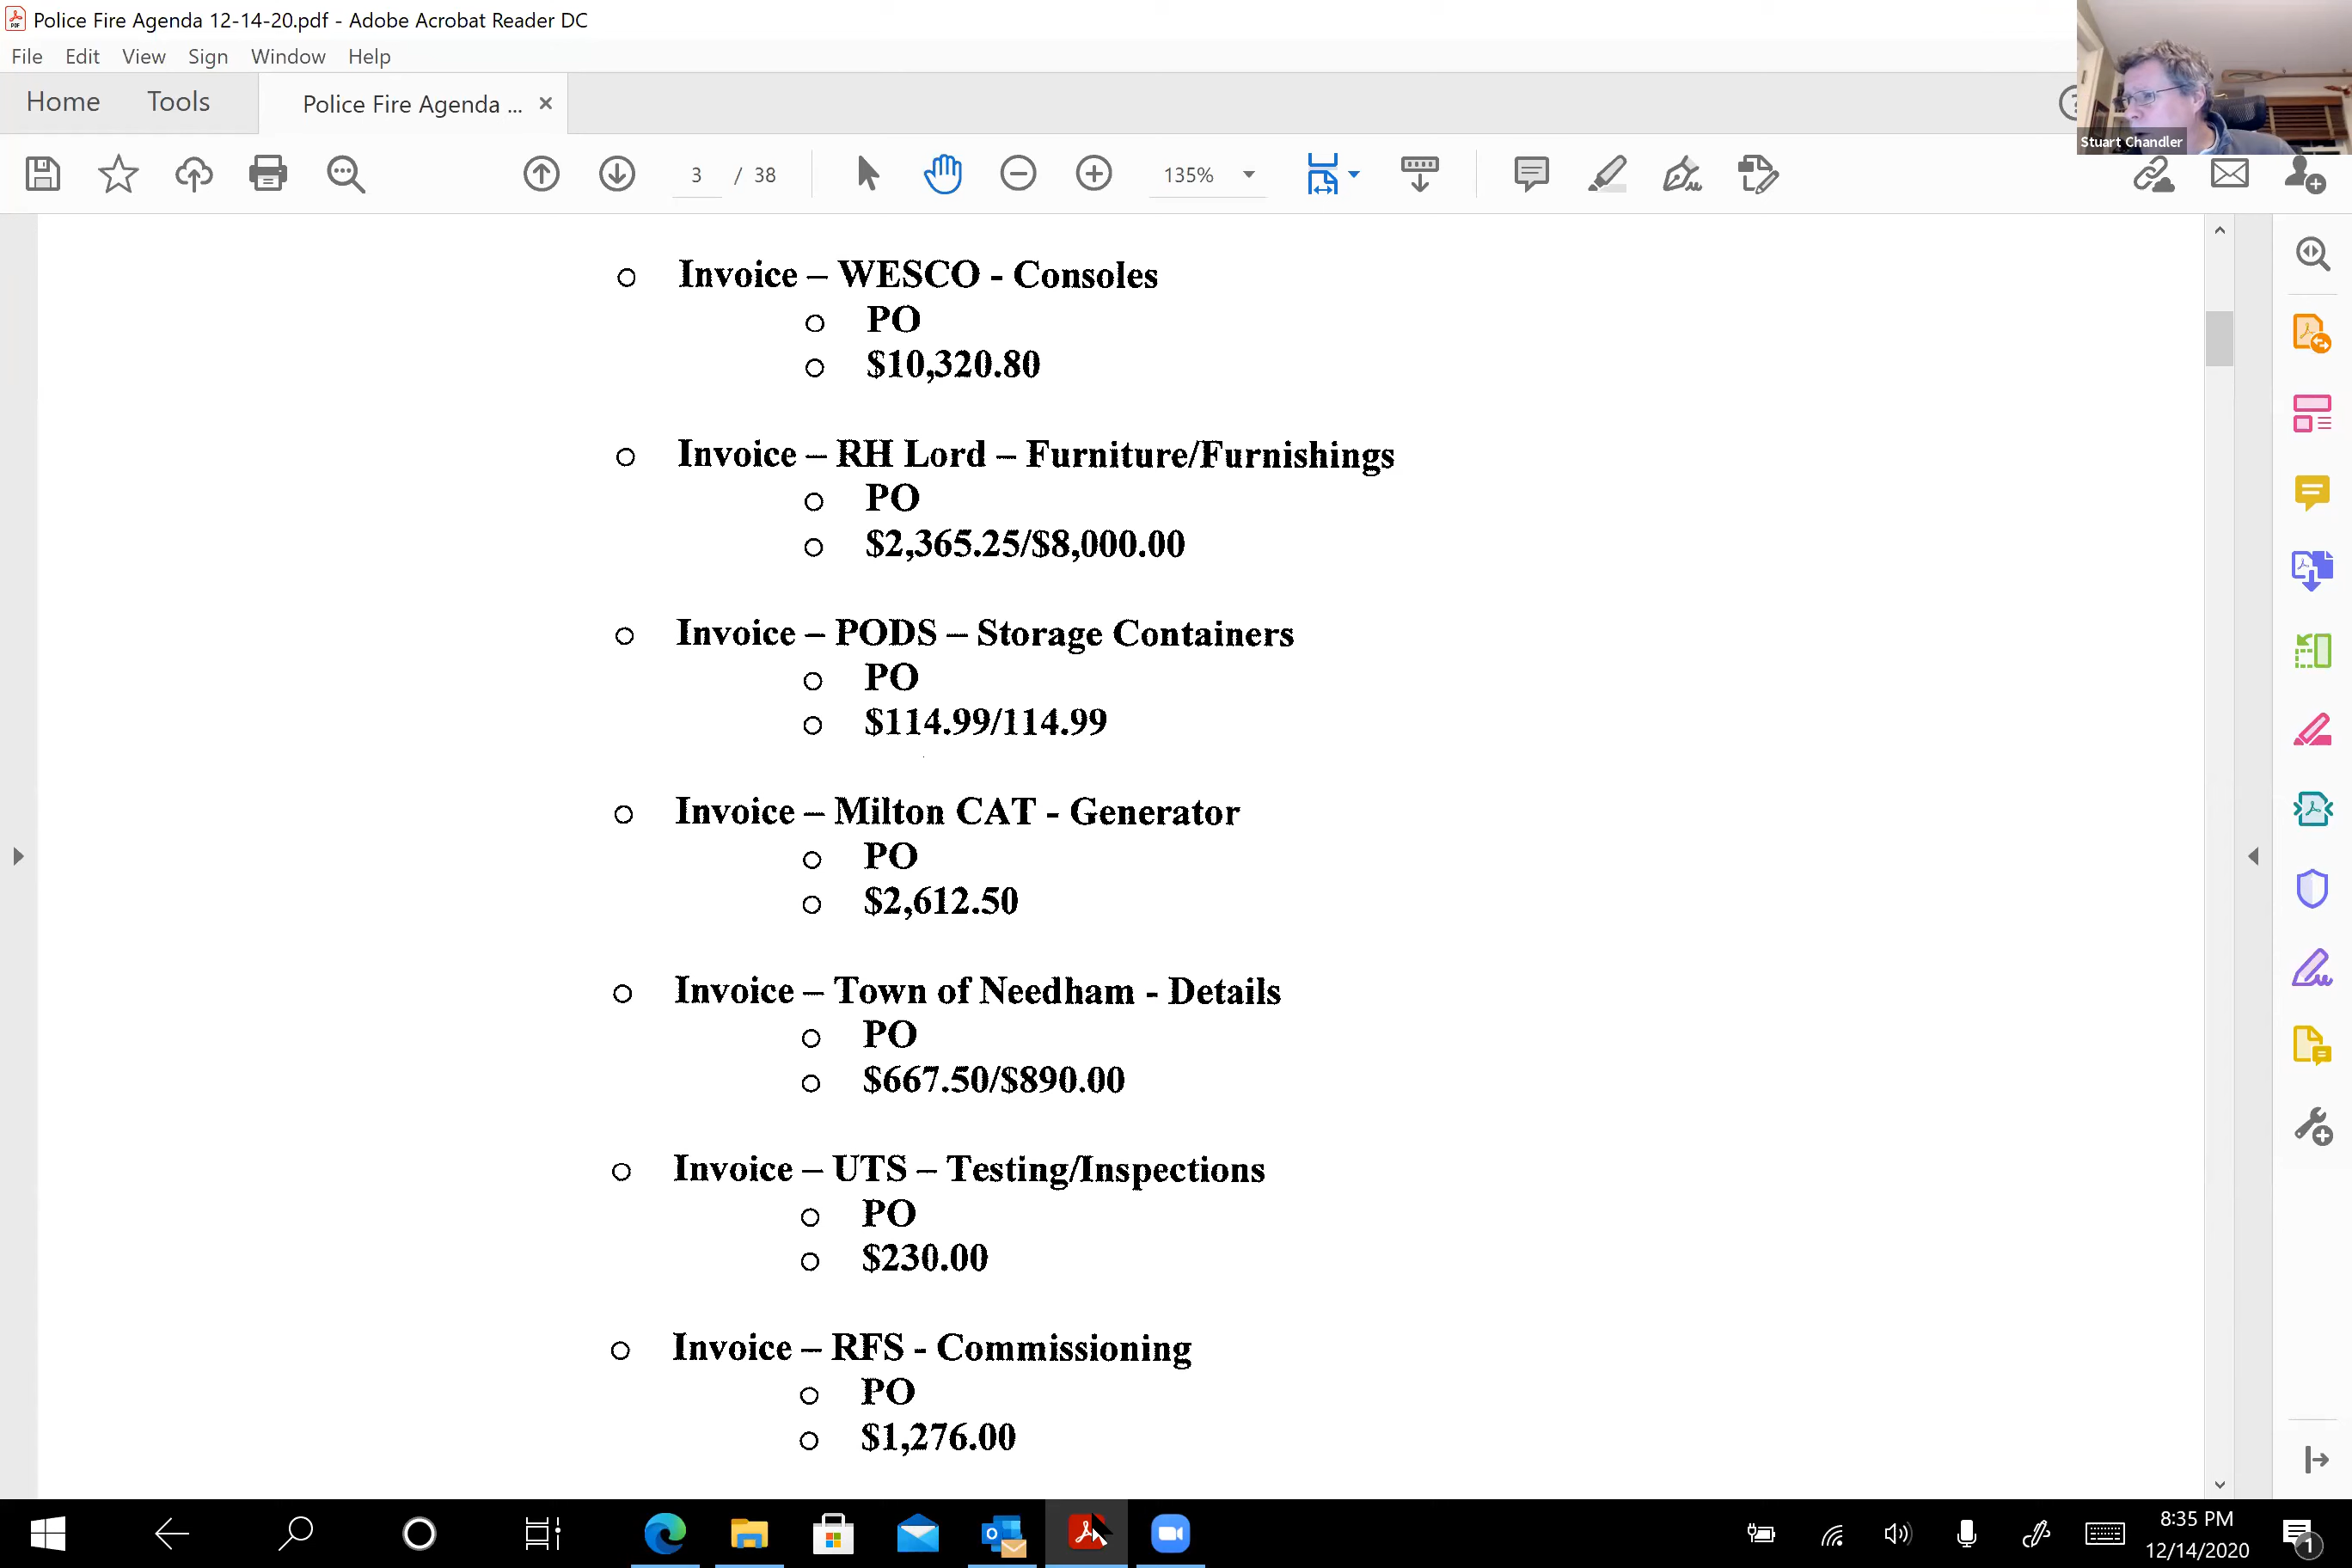 Police Fire Agenda 12-14-20.pdf - Adobe Acrobat Reader DC
File Edit View Sign Window Help
Home Tools Police Fire Agenda ... ×
3 / 38 135%
Stuart Chandler
Invoice – WESCO - Consoles
PO
$10,320.80
Invoice – RH Lord – Furniture/Furnishings
PO
$2,365.25/$8,000.00
Invoice – PODS – Storage Containers
PO
$114.99/114.99
Invoice – Milton CAT - Generator
PO
$2,612.50
Invoice – Town of Needham - Details
PO
$667.50/$890.00
Invoice – UTS – Testing/Inspections
PO
$230.00
Invoice – RFS - Commissioning
PO
$1,276.00
8:35 PM
12/14/2020
1